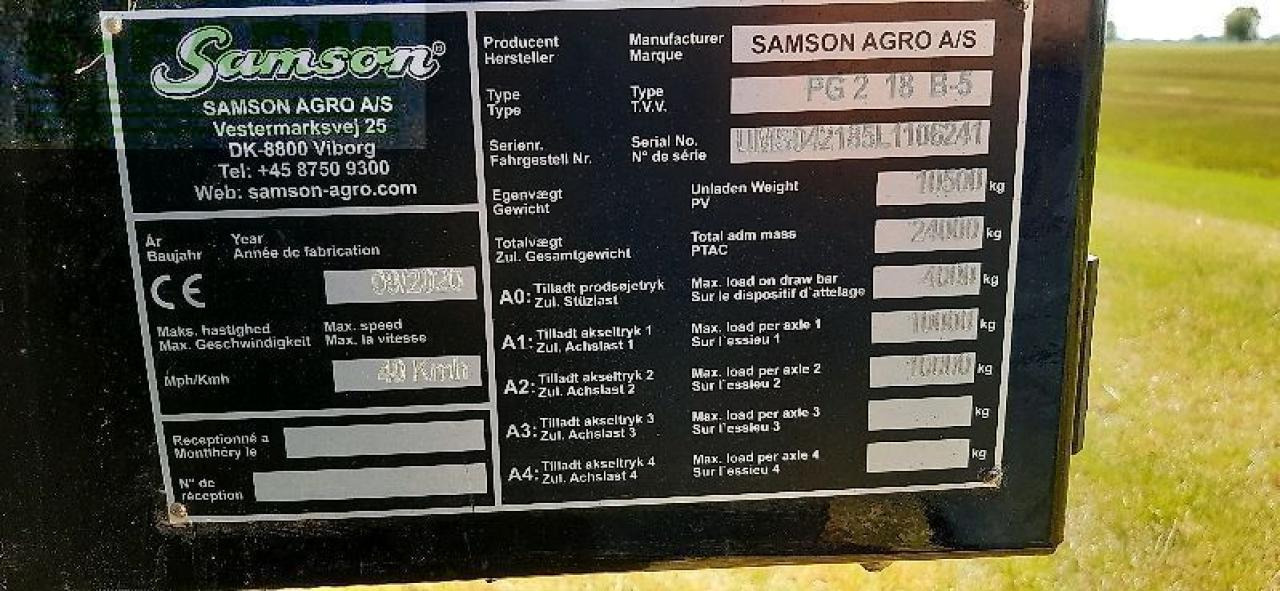 Samson®
SAMSON AGRO A/S
Vestermarksvej 25
DK-8800 Viborg
Tel: +45 8750 9300
Web: samson-agro.com
År Year
Baujahr Année de fabrication
CE 09/2020
Maks. hastighed Max. speed
Max. Geschwindigkeit Max. la vitesse
Mph/Kmh 40 Kmh
Receptionné a
Montlhéry le
N° de
réception
Producent Manufacturer SAMSON AGRO A/S
Hersteller Marque
Type Type PG 2 18 B-5
Type T.V.V.
Serienr. Serial No.
Fahrgestell Nr. N° de série
Egenvægt Unladen Weight 10500 kg
Gewicht PV
Totalvægt Total adm mass 24000 kg
Zul. Gesamtgewicht PTAC
A0: Tilladt prodsøjetryk Max. load on draw bar 4000 kg
Zul. Stüzlast Sur le dispositif d'attelage
A1: Tilladt akseltryk 1 Max. load per axle 1 10000 kg
Zul. Achslast 1 Sur l'essieu 1
A2: Tilladt akseltryk 2 Max. load per axle 2 10000 kg
Zul. Achslast 2 Sur l'essieu 2
A3: Tilladt akseltryk 3 Max. load per axle 3 kg
Zul. Achslast 3 Sur l'essieu 3
A4: Tilladt akseltryk 4 Max. load per axle 4 kg
Zul. Achslast 4 Sur l'essieu 4